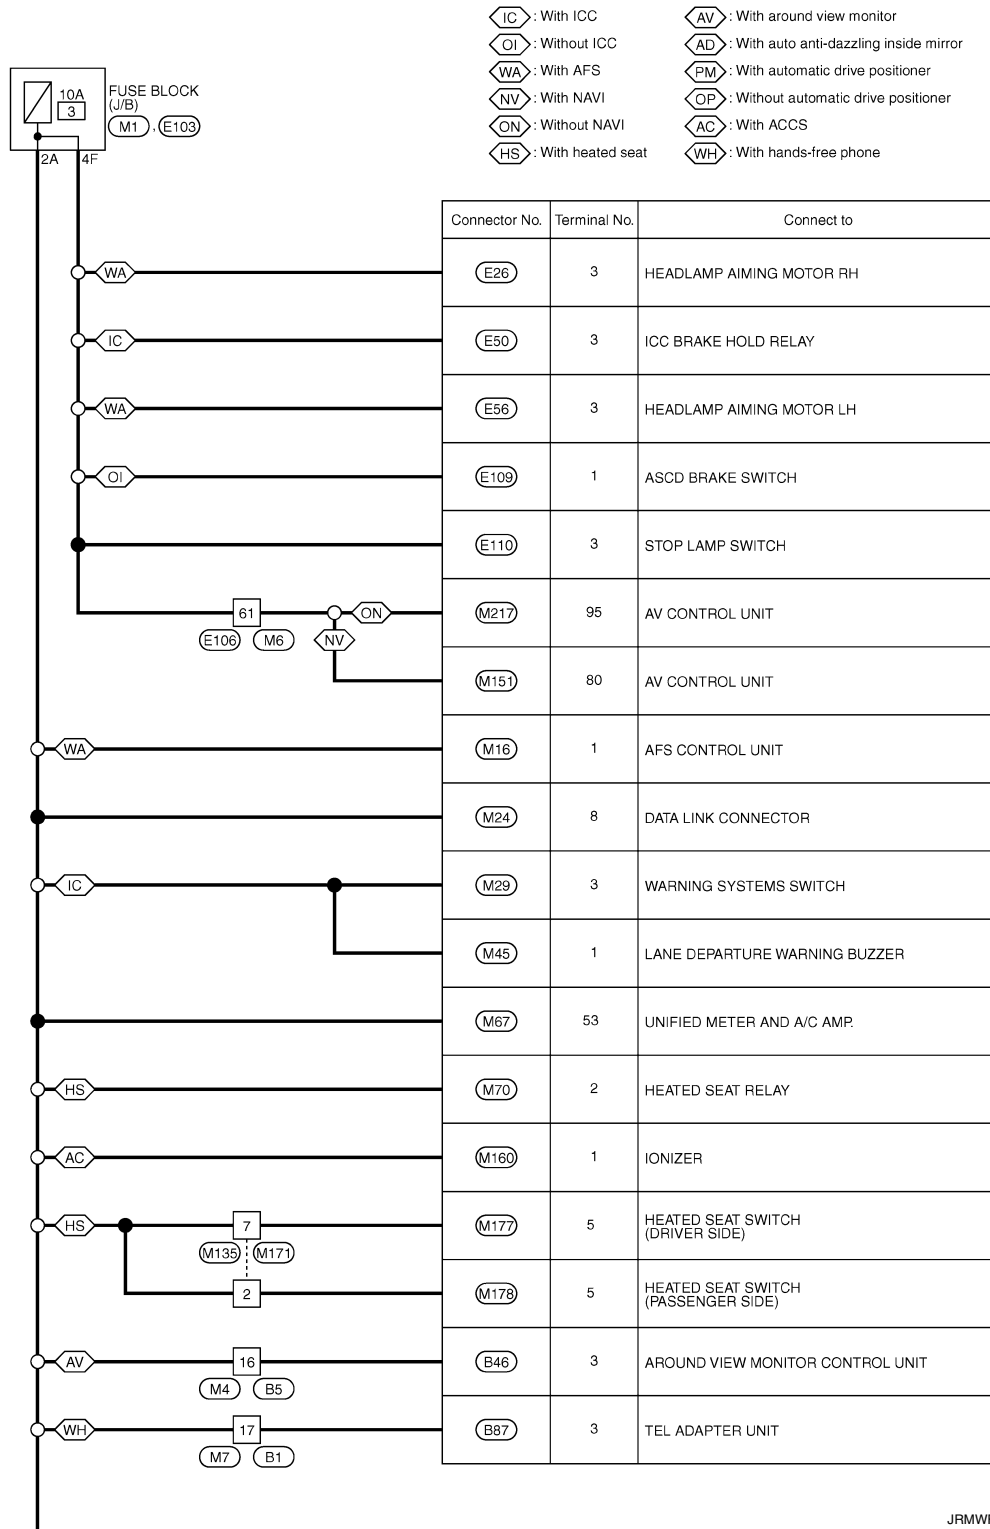 IC : With ICC
OI : Without ICC
WA : With AFS
NV : With NAVI
ON : Without NAVI
HS : With heated seat
AV : With around view monitor
AD : With auto anti-dazzling inside mirror
PM : With automatic drive positioner
OP : Without automatic drive positioner
AC : With ACCS
WH : With hands-free phone
10A
3
FUSE BLOCK
(J/B)
M1 , E103
2A 4F
Connector No. Terminal No. Connect to
WA E26 3 HEADLAMP AIMING MOTOR RH
IC E50 3 ICC BRAKE HOLD RELAY
WA E56 3 HEADLAMP AIMING MOTOR LH
OI E109 1 ASCD BRAKE SWITCH
E110 3 STOP LAMP SWITCH
61 ON M217 95 AV CONTROL UNIT
E106 M6 NV
M151 80 AV CONTROL UNIT
WA M16 1 AFS CONTROL UNIT
M24 8 DATA LINK CONNECTOR
IC M29 3 WARNING SYSTEMS SWITCH
M45 1 LANE DEPARTURE WARNING BUZZER
M67 53 UNIFIED METER AND A/C AMP.
HS M70 2 HEATED SEAT RELAY
AC M160 1 IONIZER
HS 7 M177 5 HEATED SEAT SWITCH
(DRIVER SIDE)
M135 M171
2 M178 5 HEATED SEAT SWITCH
(PASSENGER SIDE)
AV 16 B46 3 AROUND VIEW MONITOR CONTROL UNIT
M4 B5
WH 17 B87 3 TEL ADAPTER UNIT
M7 B1